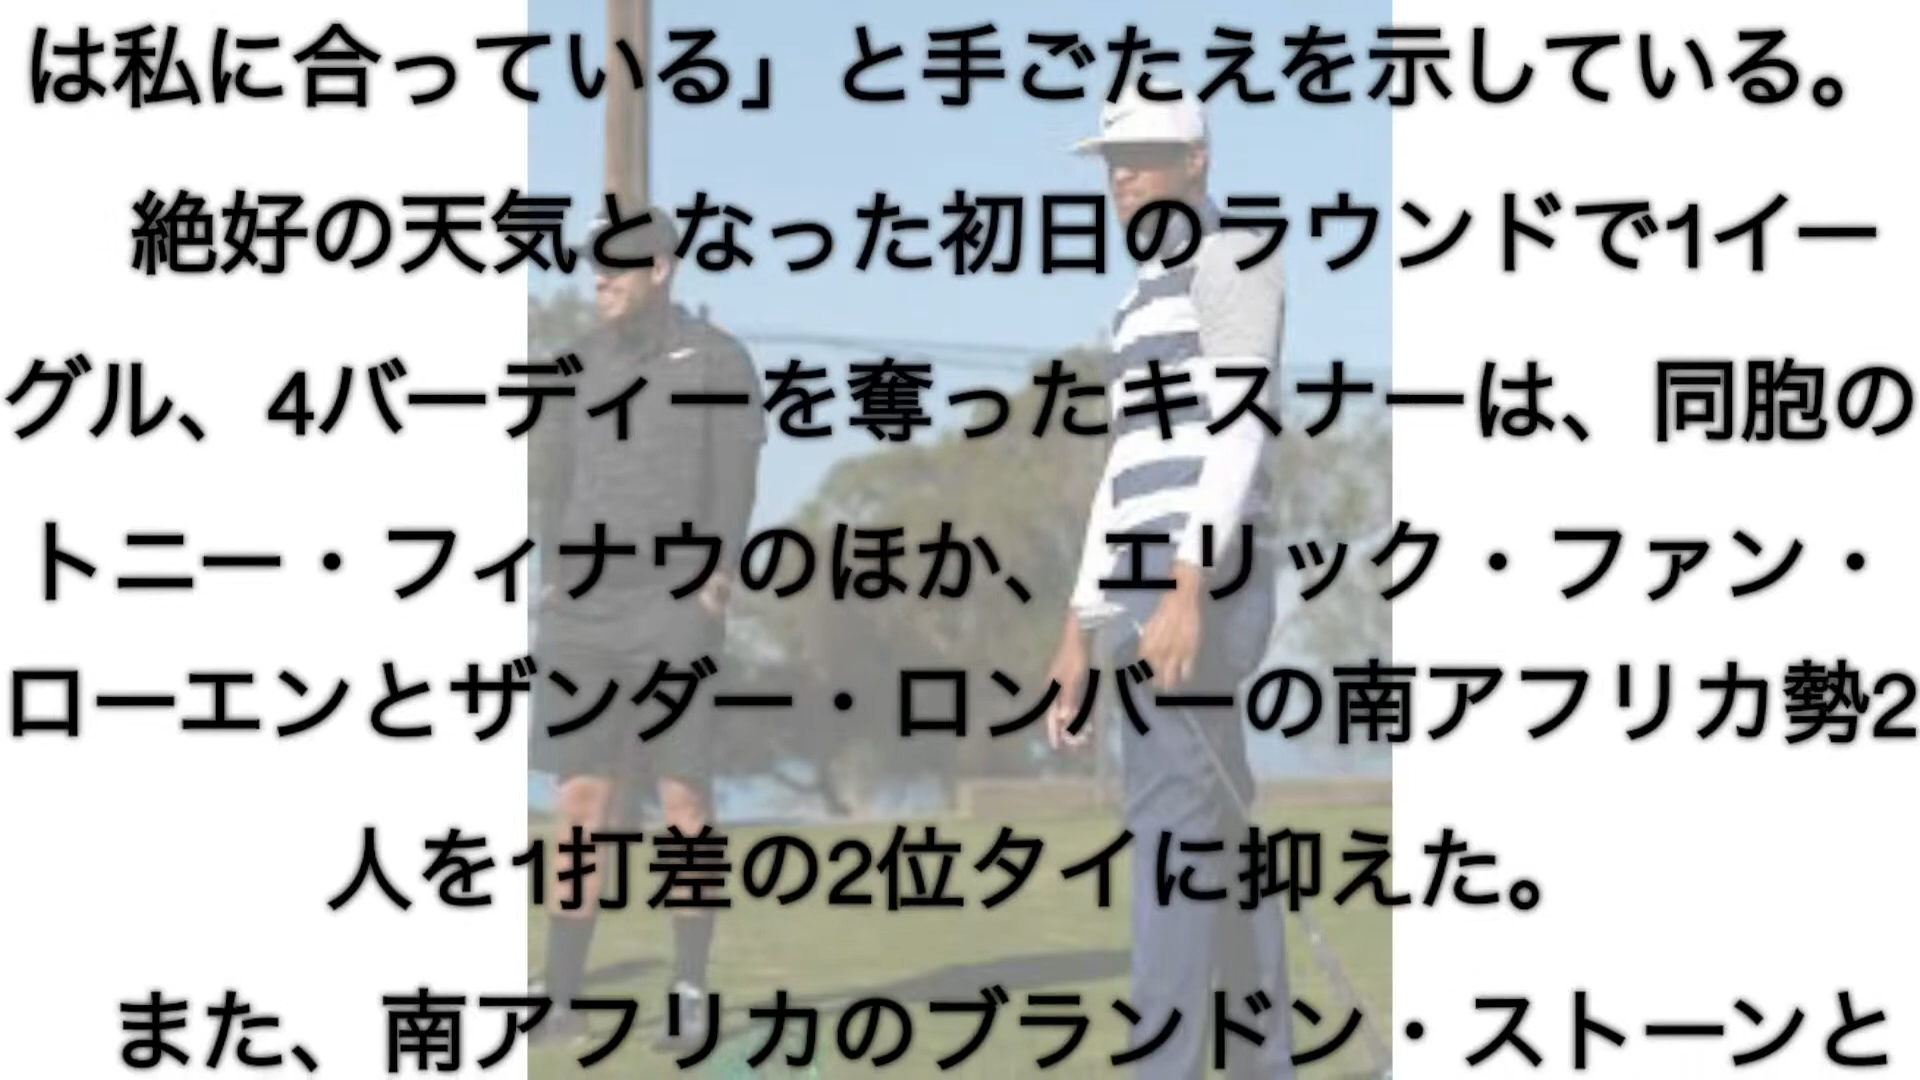 は私に合っている」と手ごたえを示している。
絶好の天気となった初日のラウンドで1イー
グル、4バーディーを奪ったキスナーは、同胞の
トニー・フィナウのほか、エリック・ファン・
ローエンとザンダー・ロンバーの南アフリカ勢2
人を1打差の2位タイに抑えた。
また、南アフリカのブランドン・ストーンと